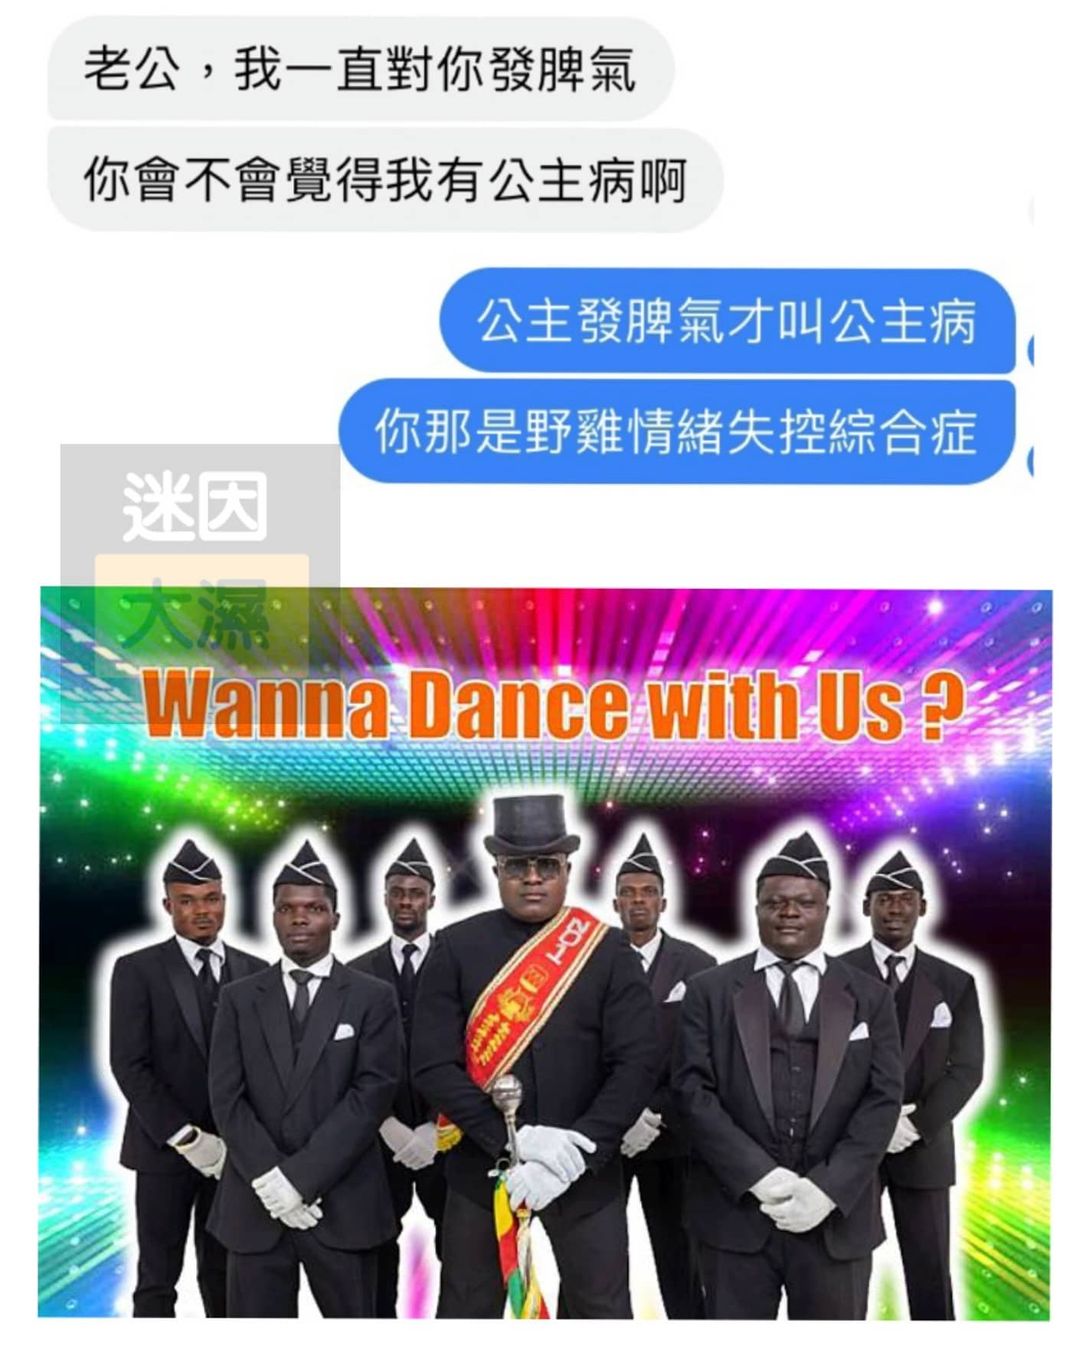 老公，我一直對你發脾氣
你會不會覺得我有公主病啊
公主發脾氣才叫公主病
你那是野雞情緒失控綜合症
迷因
大濕
Wanna Dance with Us ?